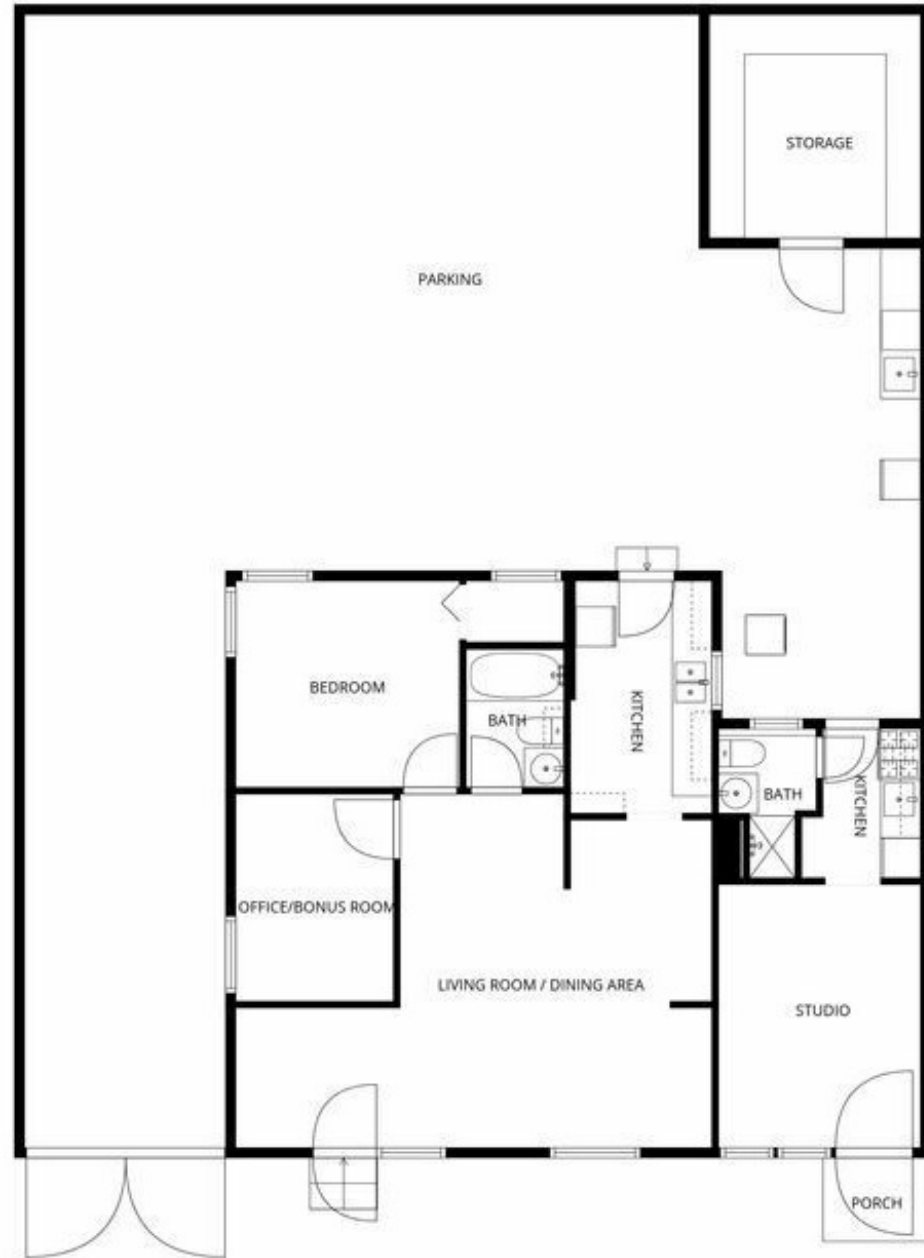 STORAGE
PARKING
BEDROOM
BATH
KITCHEN
BATH
KITCHEN
OFFICE/BONUS ROOM
LIVING ROOM / DINING AREA
STUDIO
PORCH